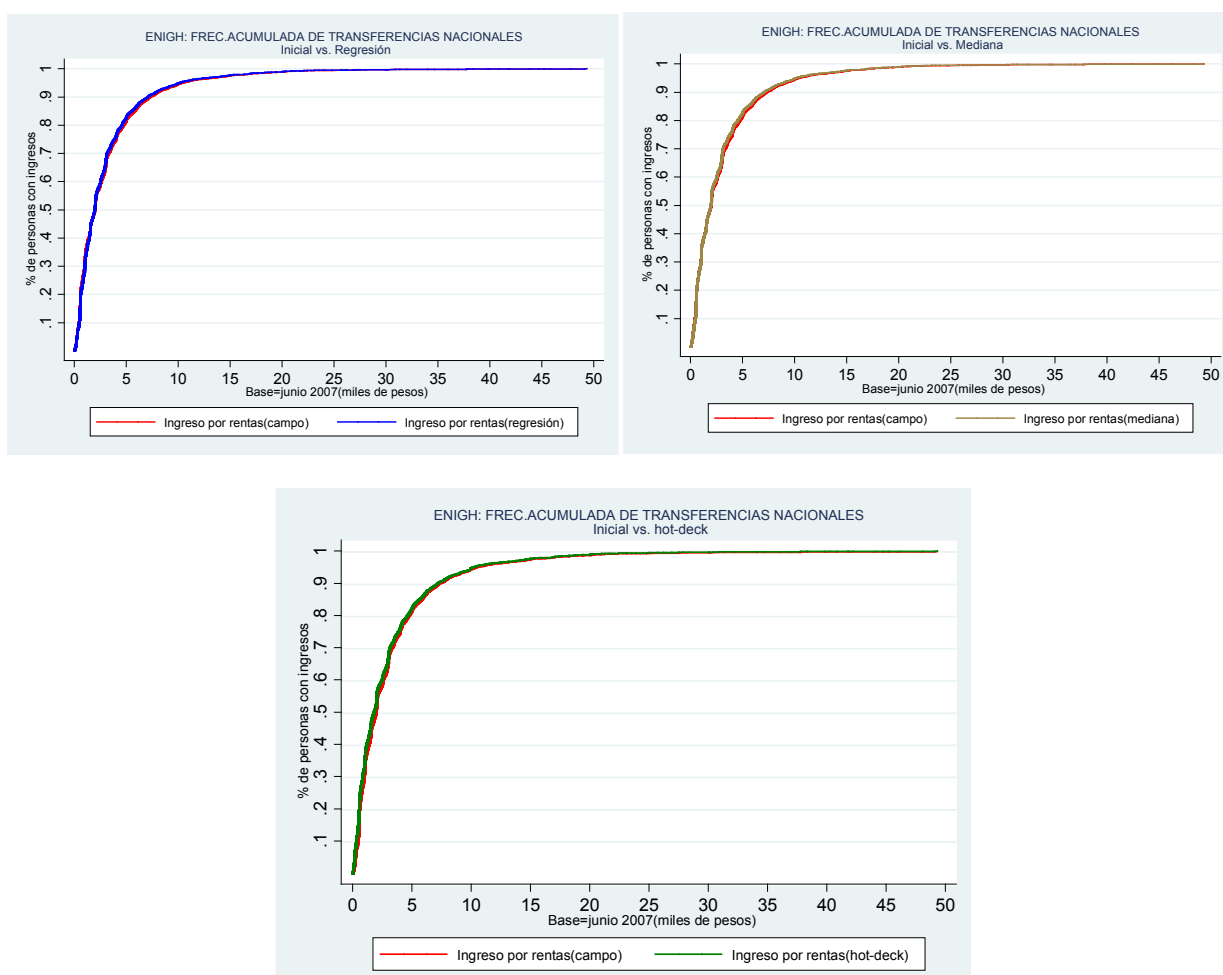 ENIGH: FREC.ACUMULADA DE TRANSFERENCIAS NACIONALES
Inicial vs. Regresión
% de personas con ingresos
1
.9
.8
.7
.6
.5
.4
.3
.2
.1
0 5 10 15 20 25 30 35 40 45 50
Base=junio 2007(miles de pesos)
Ingreso por rentas(campo) Ingreso por rentas(regresión)
ENIGH: FREC.ACUMULADA DE TRANSFERENCIAS NACIONALES
Inicial vs. Mediana
% de personas con ingresos
1
.9
.8
.7
.6
.5
.4
.3
.2
.1
0 5 10 15 20 25 30 35 40 45 50
Base=junio 2007(miles de pesos)
Ingreso por rentas(campo) Ingreso por rentas(mediana)
ENIGH: FREC.ACUMULADA DE TRANSFERENCIAS NACIONALES
Inicial vs. hot-deck
% de personas con ingresos
1
.9
.8
.7
.6
.5
.4
.3
.2
.1
0 5 10 15 20 25 30 35 40 45 50
Base=junio 2007(miles de pesos)
Ingreso por rentas(campo) Ingreso por rentas(hot-deck)